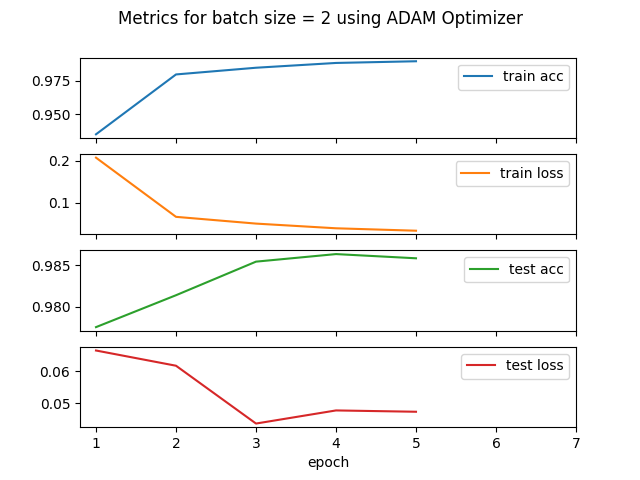 Metrics for batch size = 2 using ADAM Optimizer
0.975
0.950
train acc
0.2
0.1
train loss
0.985
0.980
test acc
0.06
0.05
test loss
1 2 3 4 5 6 7
epoch